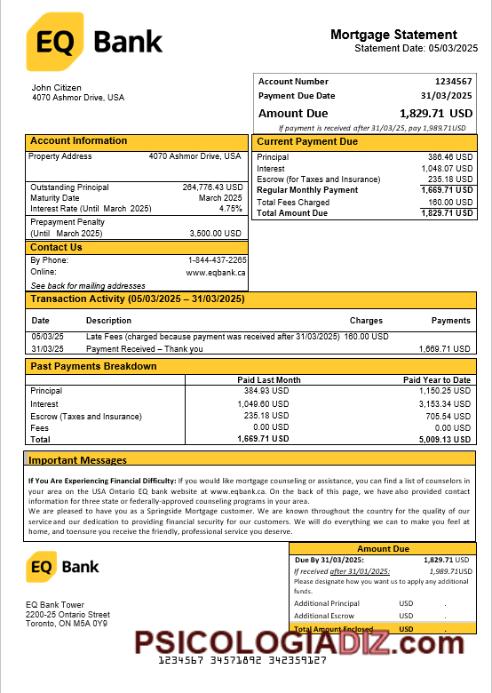 EQ Bank
Mortgage Statement
Statement Date: 05/03/2025
John Citizen
4070 Ashmor Drive, USA
Account Number 1234567
Payment Due Date 31/03/2025
Amount Due 1,829.71 USD
If payment is received after 31/03/25, pay 1,989.71USD
Account Information
Property Address 4070 Ashmor Drive, USA
Outstanding Principal 264,776.43 USD
Maturity Date March 2025
Interest Rate (Until March 2025) 4.75%
Prepayment Penalty
(Until March 2025) 3,500.00 USD
Contact Us
By Phone: 1-844-437-2265
Online: www.eqbank.ca
See back for mailing addresses
Current Payment Due
Principal 386.46 USD
Interest 1,048.07 USD
Escrow (for Taxes and Insurance) 235.18 USD
Regular Monthly Payment 1,669.71 USD
Total Fees Charged 160.00 USD
Total Amount Due 1,829.71 USD
Transaction Activity (05/03/2025 – 31/03/2025)
Date Description Charges Payments
05/03/25 Late Fees (charged because payment was received after 31/03/2025) 160.00 USD
31/03/25 Payment Received – Thank you 1,669.71 USD
Past Payments Breakdown
Paid Last Month Paid Year to Date
Principal 384.93 USD 1,150.25 USD
Interest 1,049.60 USD 3,153.34 USD
Escrow (Taxes and Insurance) 235.18 USD 705.54 USD
Fees 0.00 USD 0.00 USD
Total 1,669.71 USD 5,009.13 USD
Important Messages
If You Are Experiencing Financial Difficulty: if you would like mortgage counseling or assistance, you can find a list of counselors in
your area on the USA Ontario EQ bank website at www.eqbank.ca. On the back of this page, we have also provided contact
information for three state or federally-approved counseling programs in your area.
We are pleased to have you as a Springside Mortgage customer. We are known throughout the country for the quality of our
service and our dedication to providing financial security for our customers. We will do everything we can to make you feel at
home, and toensure you receive the friendly, professional service you deserve.
EQ Bank
EQ Bank Tower
2200-25 Ontario Street
Toronto, ON M5A 0Y9
Amount Due
Due By 31/03/2025: 1,829.71 USD
If received after 31/01/2025: 1,989.71USD
Please designate how you want us to apply any additional
funds.
Additional Principal USD .
Additional Escrow USD .
Total Amount Enclosed USD .
PSICOLOGIADIZ.com
1234567 34571892 342359127